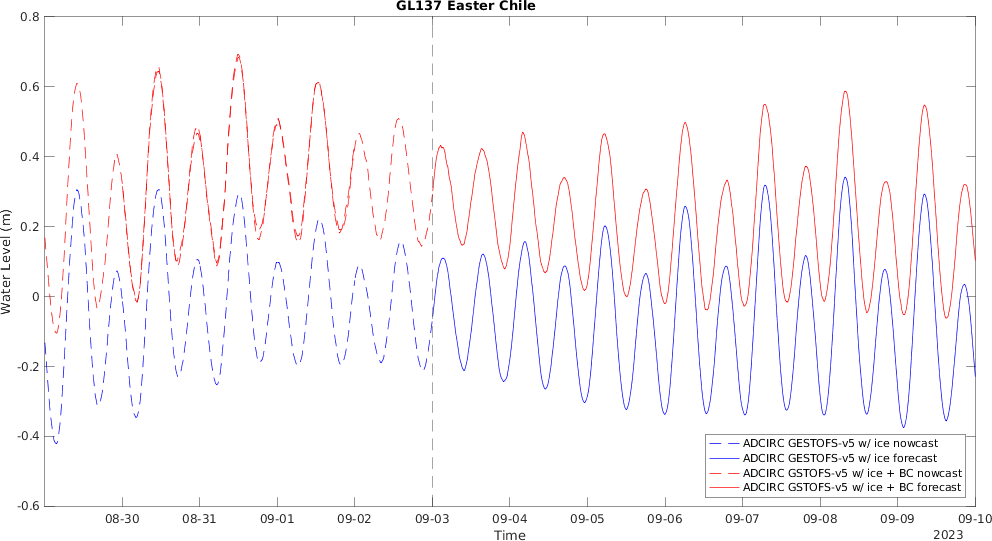 GL137 Easter Chile
0.8
0.6
0.4
0.2
0
-0.2
-0.4
-0.6
Water Level (m)
ADCIRC GESTOFS-v5 w/ ice nowcast
ADCIRC GESTOFS-v5 w/ ice forecast
ADCIRC GSTOFS-v5 w/ ice + BC nowcast
ADCIRC GSTOFS-v5 w/ ice + BC forecast
08-30 08-31 09-01 09-02 09-03 09-04 09-05 09-06 09-07 09-08 09-09 09-10
Time
2023